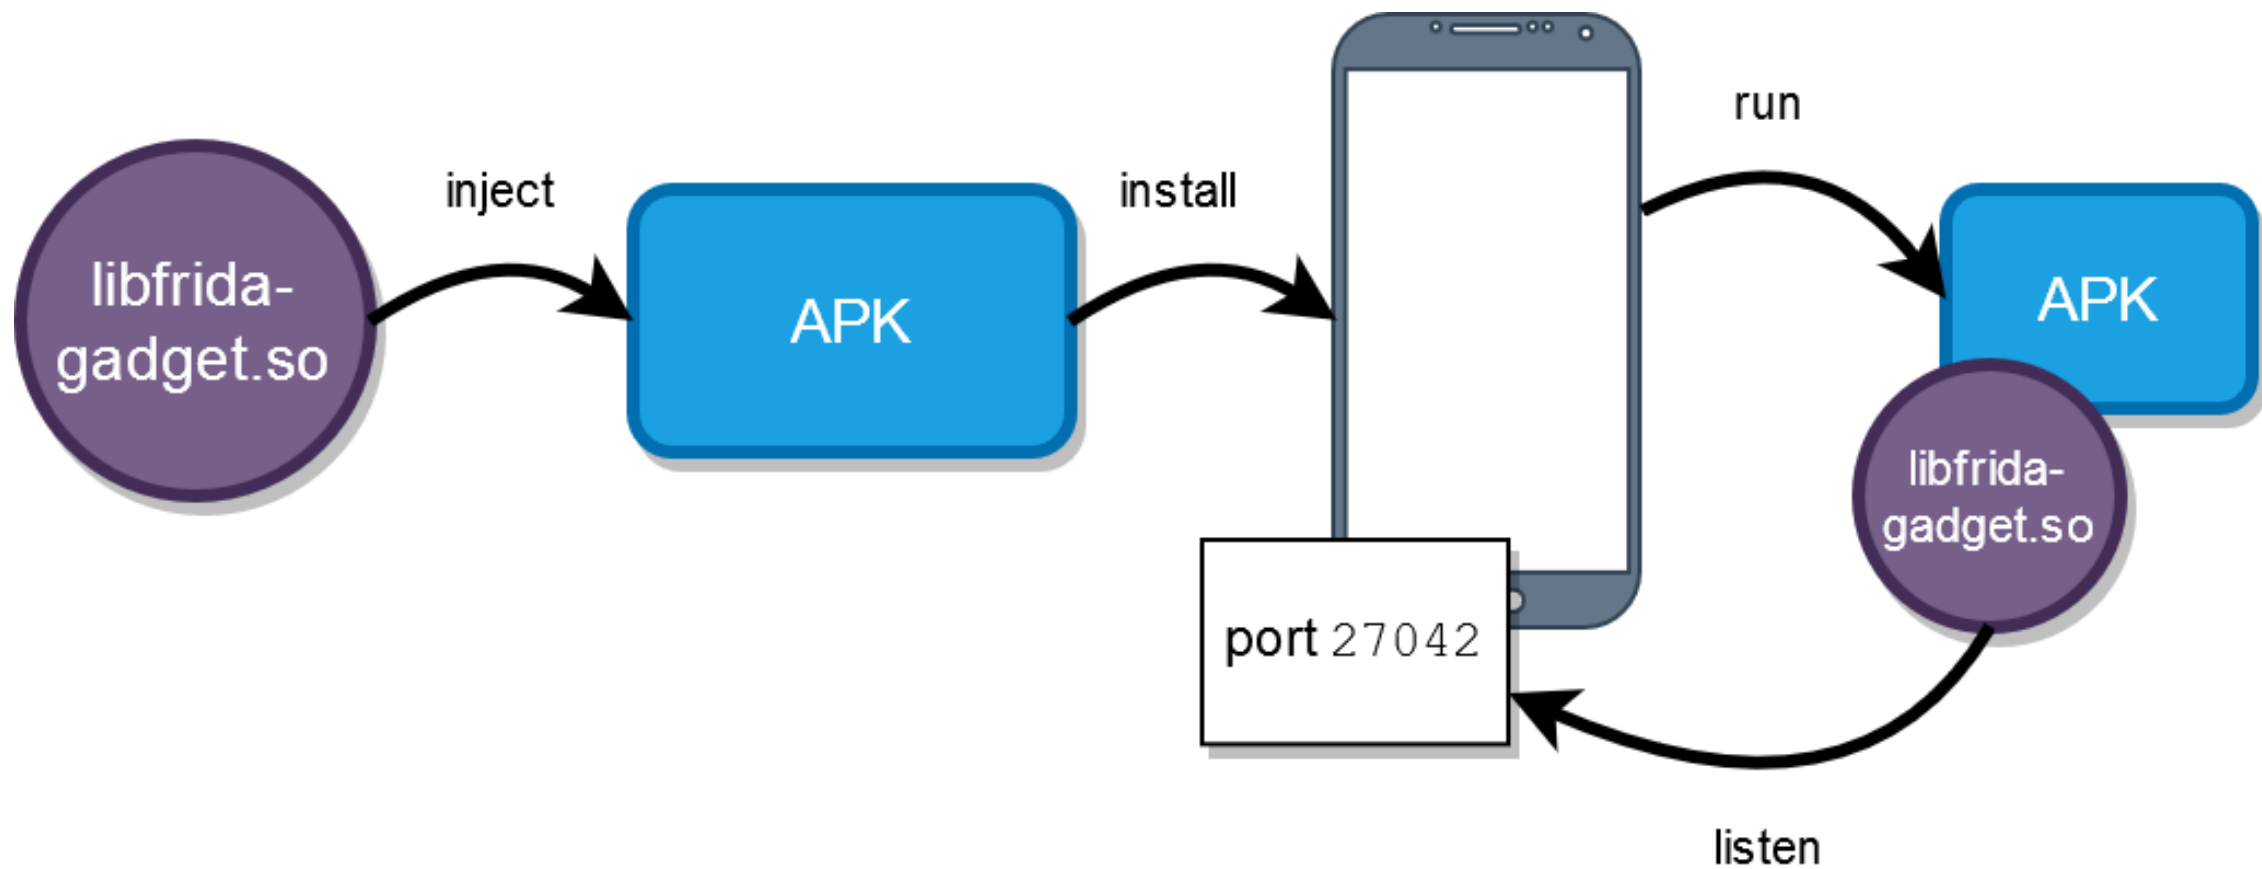 libfrida-
gadget.so
inject
APK
install
port 27042
run
APK
libfrida-
gadget.so
listen